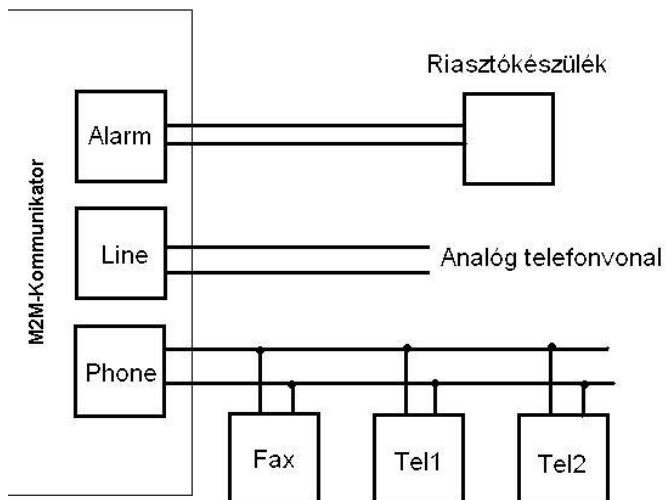 Riasztókészülék
Alarm
M2M-Kommunikator
Line
Analóg telefonvonal
Phone
Fax
Tel1
Tel2